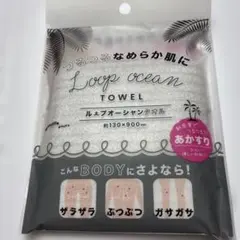 なめらか肌に
Loop ocean
TOWEL
ループオーシャンタオル
約120×900mm
あかすり
こんなBODYにさよなら!
ザラザラ
ぶつぶつ
ガサガサ